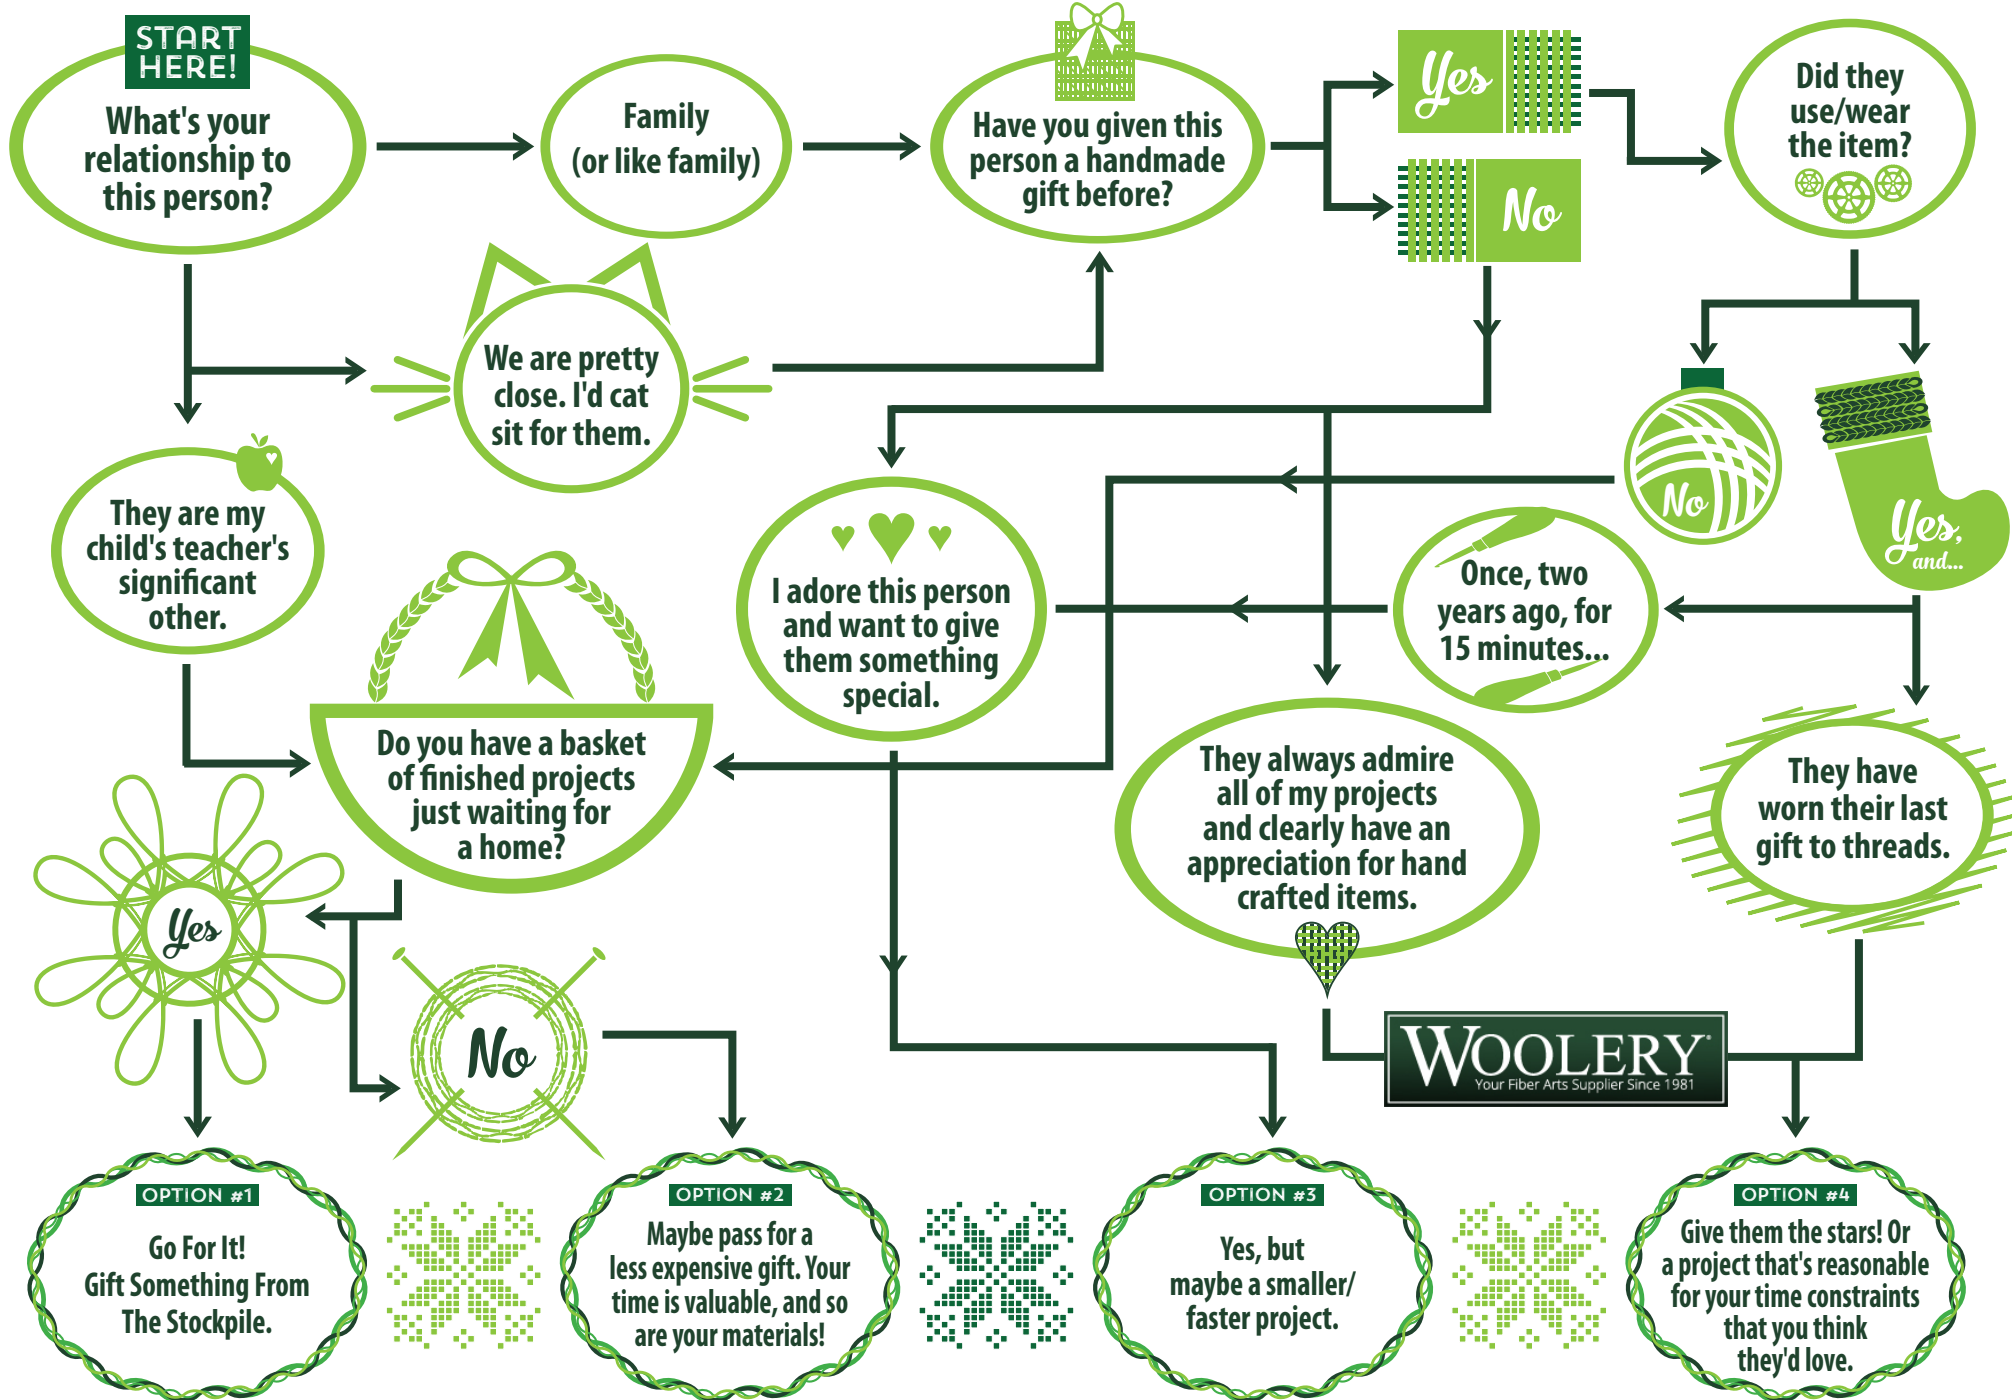 START
HERE!
What's your
relationship to
this person?
Family
(or like family)
Have you given this
person a handmade
gift before?
Yes
No
Did they
use/wear
the item?
We are pretty
close. I'd cat
sit for them.
They are my
child's teacher's
significant
other.
I adore this person
and want to give
them something
special.
Once, two
years ago, for
15 minutes...
No
Yes,
and...
Do you have a basket
of finished projects
just waiting for
a home?
They always admire
all of my projects
and clearly have an
appreciation for hand
crafted items.
They have
worn their last
gift to threads.
Yes
No
WOOLERY®
Your Fiber Arts Supplier Since 1981
OPTION #1
Go For It!
Gift Something From
The Stockpile.
OPTION #2
Maybe pass for a
less expensive gift. Your
time is valuable, and so
are your materials!
OPTION #3
Yes, but
maybe a smaller/
faster project.
OPTION #4
Give them the stars! Or
a project that's reasonable
for your time constraints
that you think
they'd love.